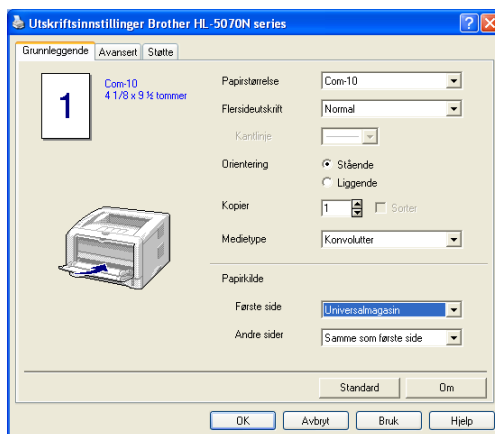 Utskriftsinnstillinger Brother HL-5070N series
Grunnleggende Avansert Støtte
1
Com-10
4 1/8 x 9 ½ tommer
Papirstørrelse Com-10
Flersideutskrift Normal
Kantlinje
Orientering Stående
Liggende
Kopier 1 Sorter
Medietype Konvolutter
Papirkilde
Første side Universalmagasin
Andre sider Samme som første side
Standard Om
OK Avbryt Bruk Hjelp